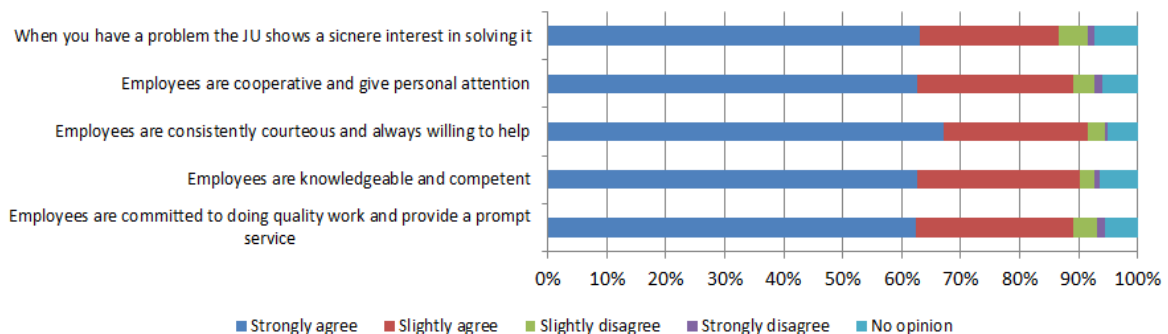 When you have a problem the JU shows a sicnere interest in solving it
Employees are cooperative and give personal attention
Employees are consistently courteous and always willing to help
Employees are knowledgeable and competent
Employees are committed to doing quality work and provide a prompt
service
0% 10% 20% 30% 40% 50% 60% 70% 80% 90% 100%
Strongly agree Slightly agree Slightly disagree Strongly disagree No opinion